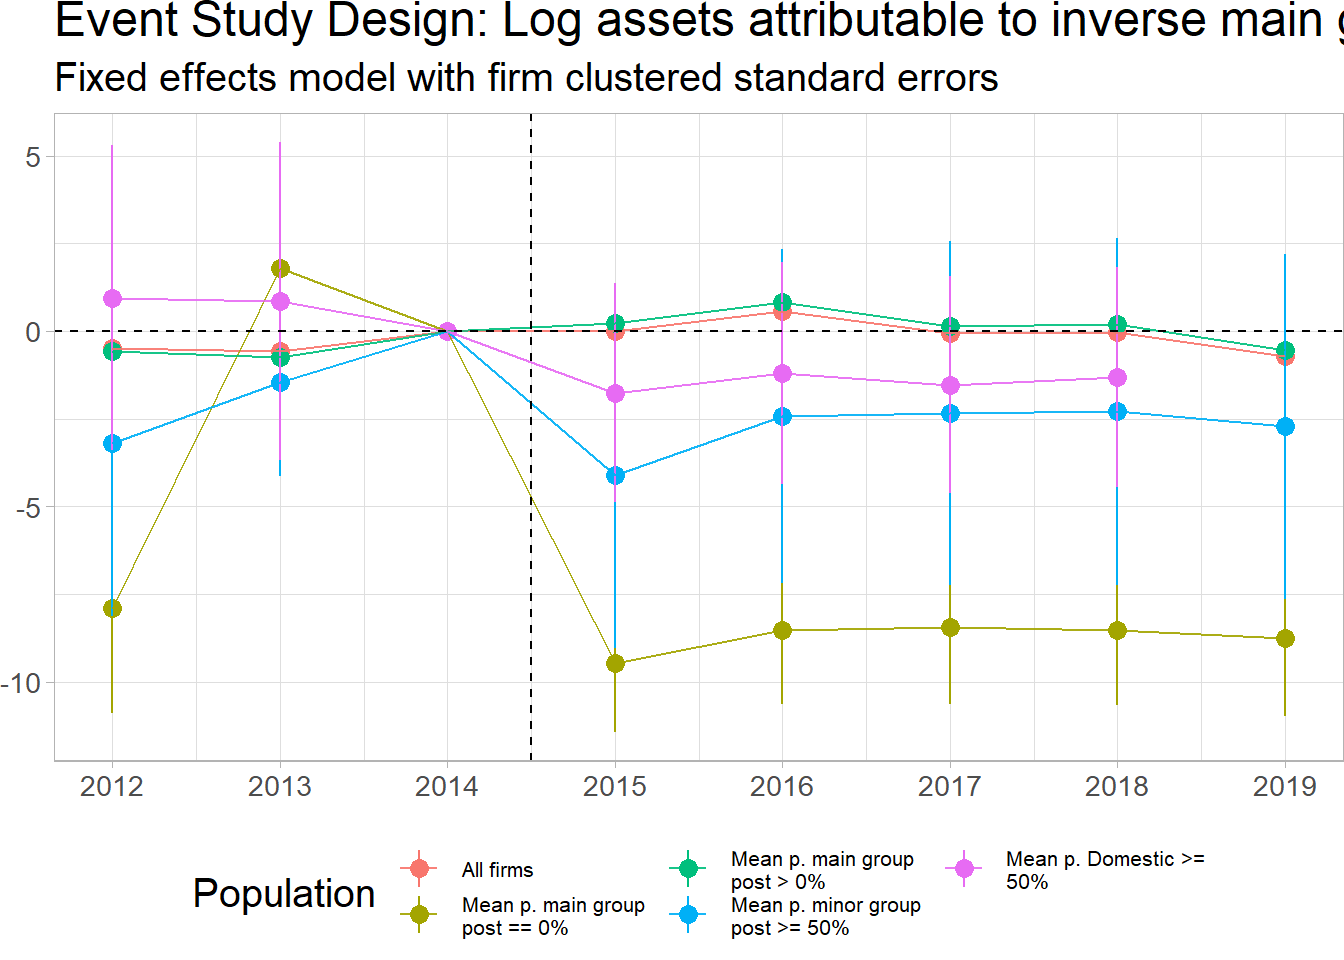 Event Study Design: Log assets attributable to inverse main
Fixed effects model with firm clustered standard errors
5
0
-5
-10
2012 2013 2014 2015 2016 2017 2018 2019
Population
All firms
Mean p. main group
post == 0%
Mean p. main group
post > 0%
Mean p. minor group
post >= 50%
Mean p. Domestic >=
50%